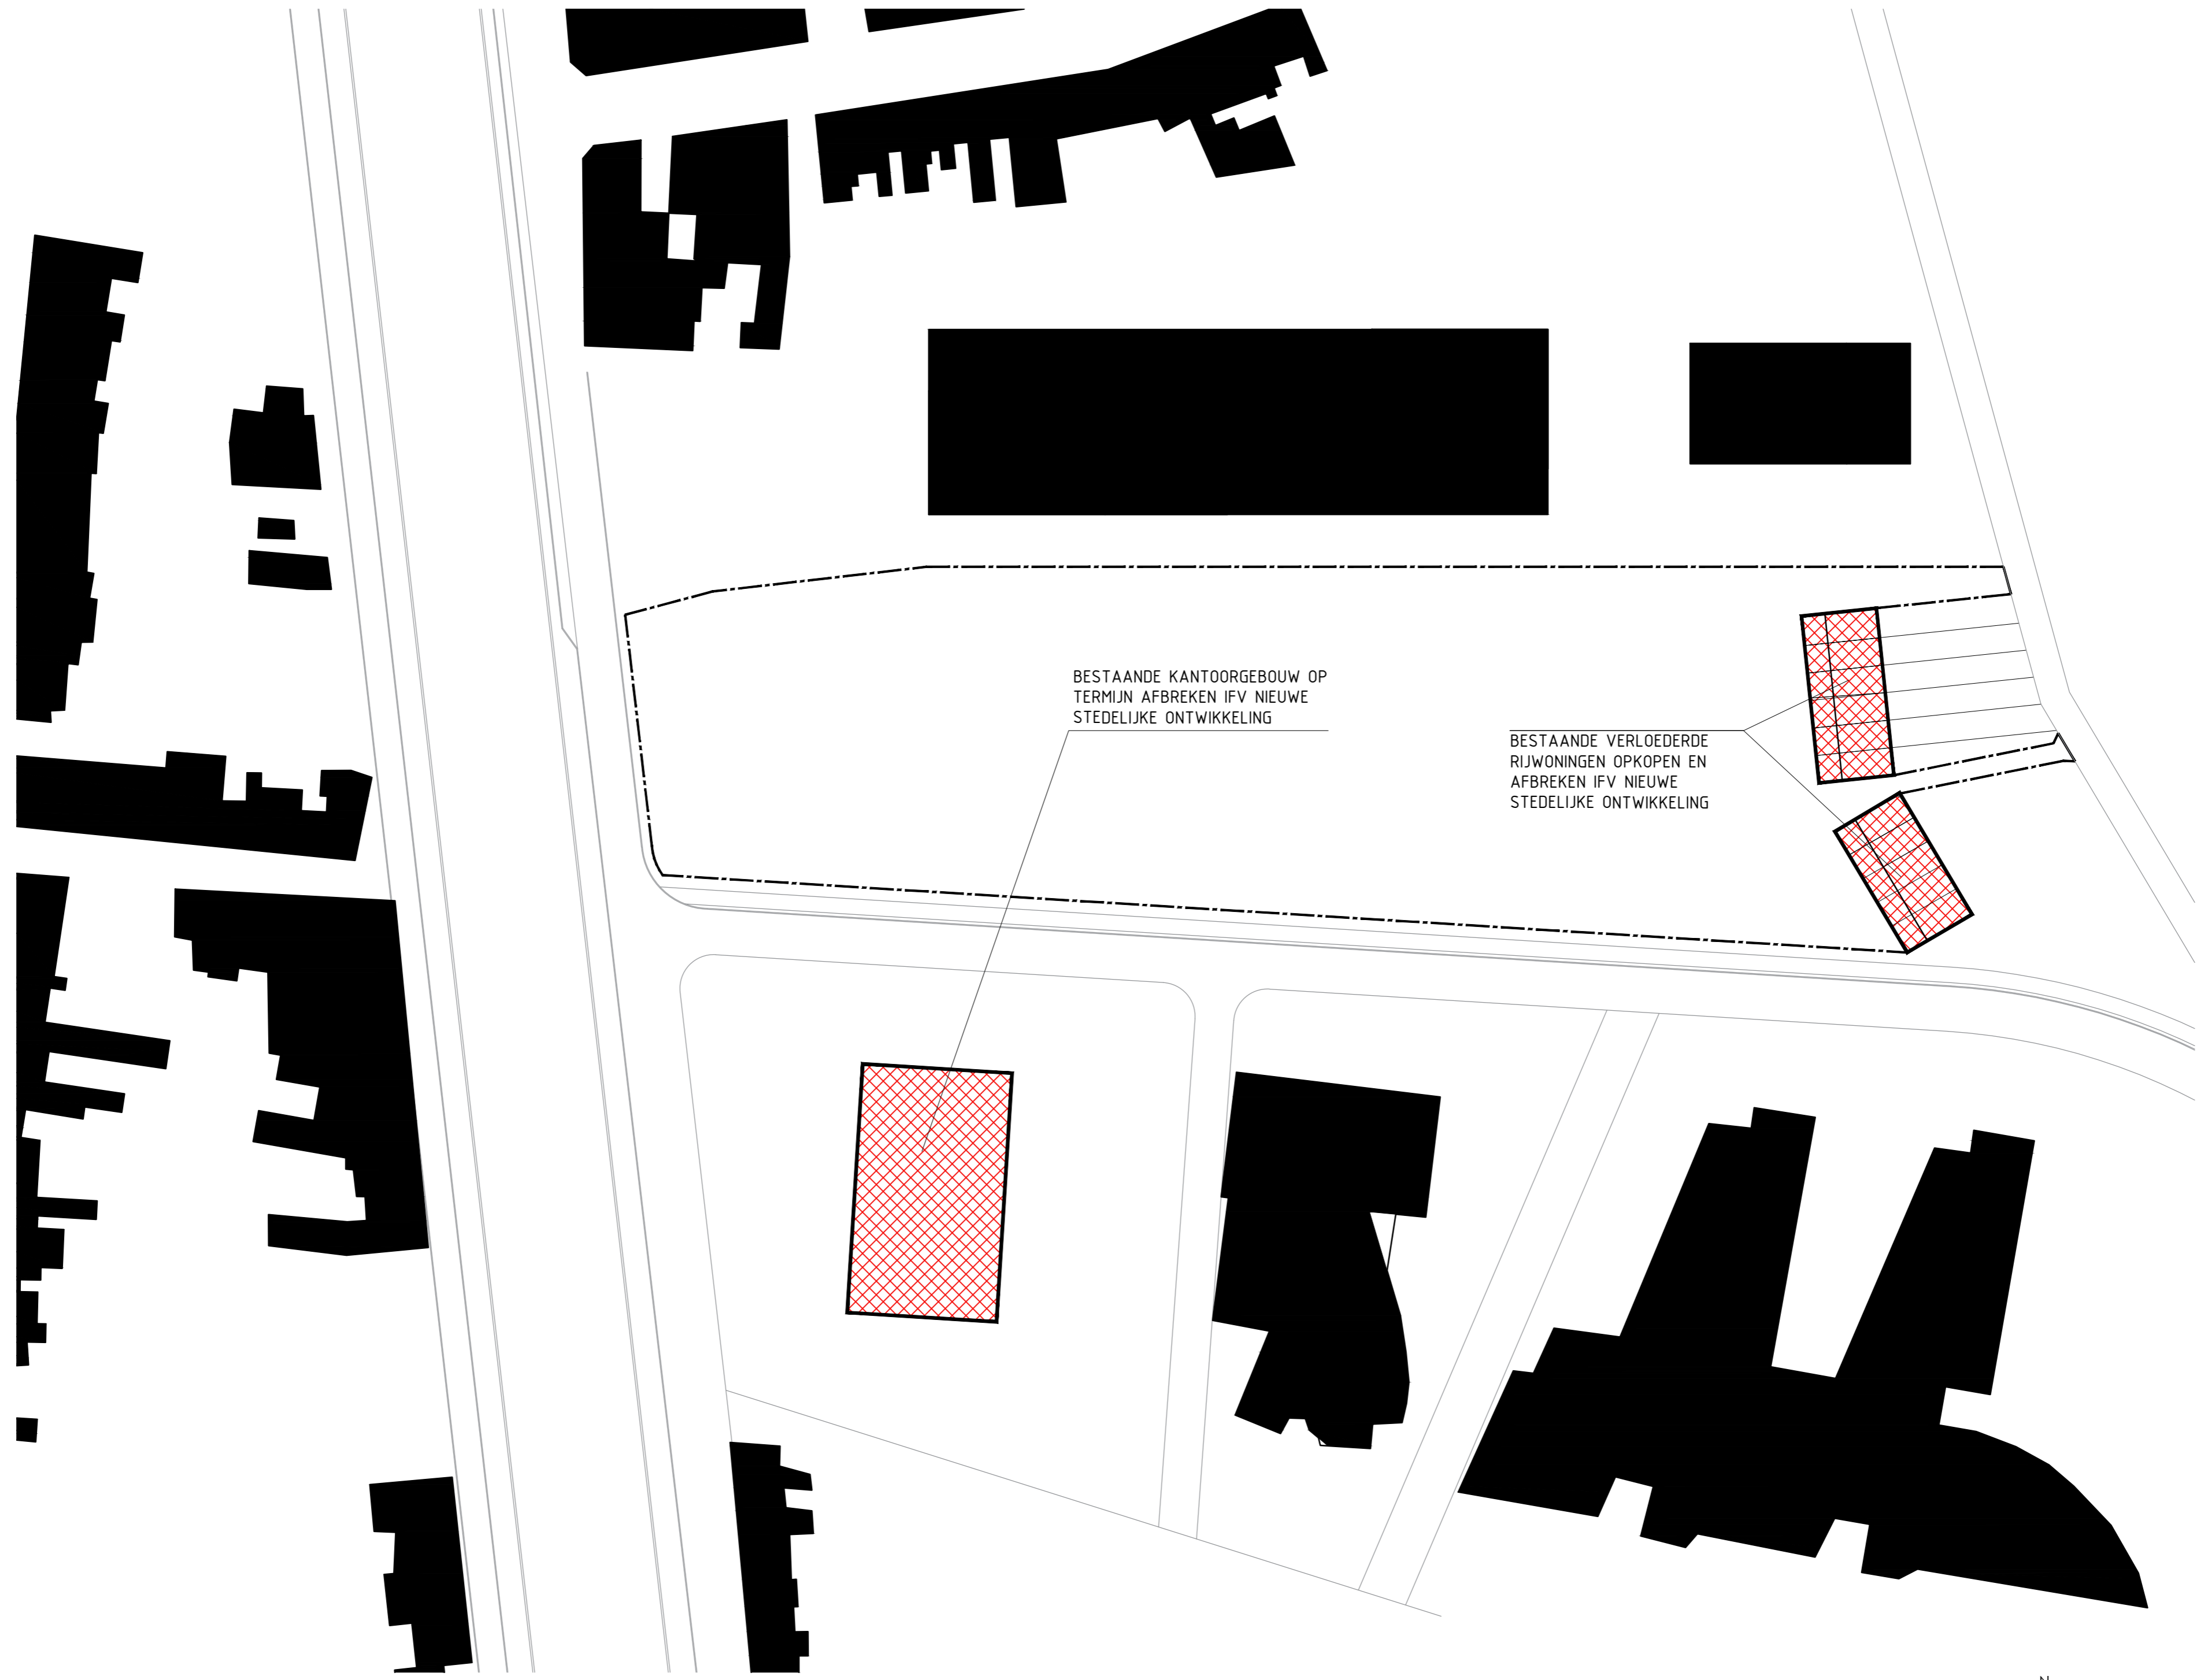 BESTAANDE KANTOORGEBOUW OP
TERMIJN AFBREKEN IFV NIEUWE
STEDELIJKE ONTWIKKELING
BESTAANDE VERLOEDERDE
RIJWONINGEN OPKOPEN EN
AFBREKEN IFV NIEUWE
STEDELIJKE ONTWIKKELING